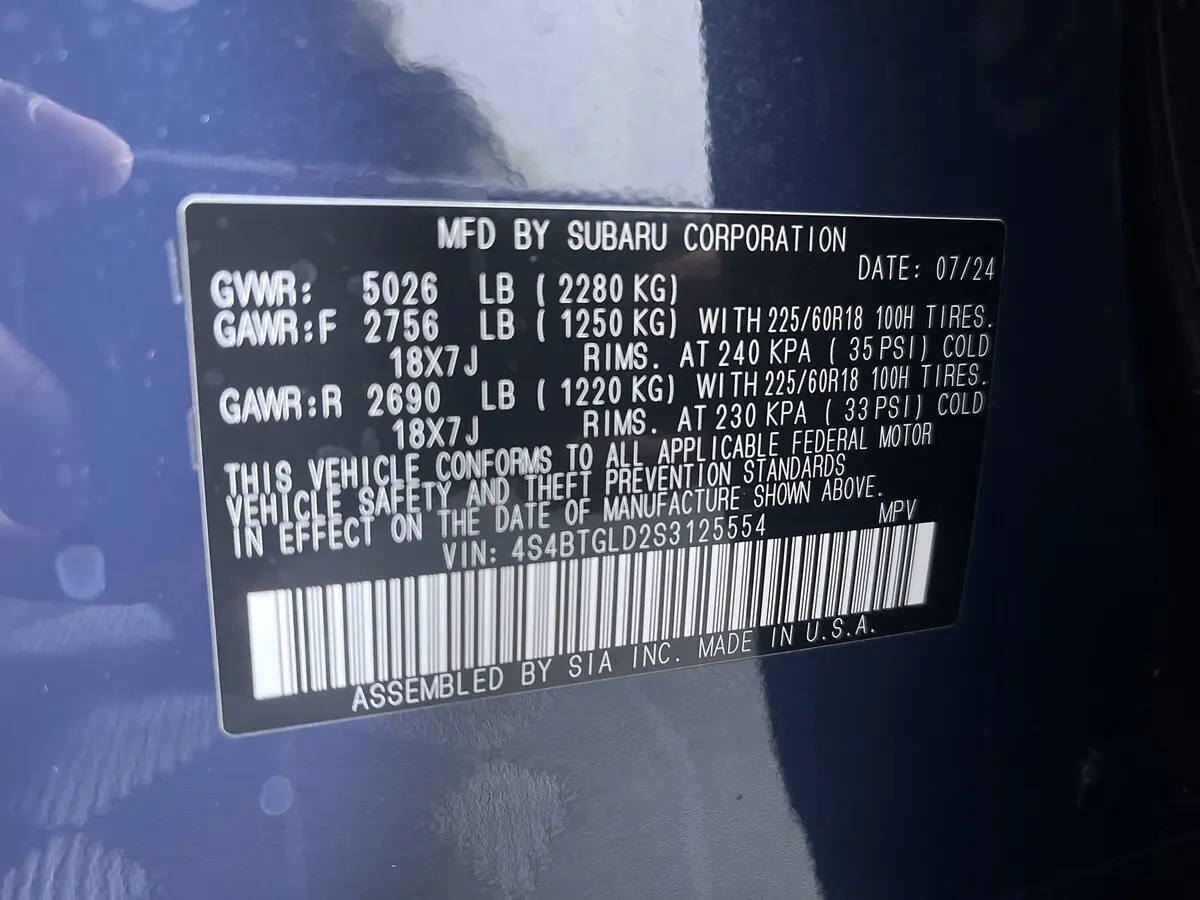 MFD BY SUBARU CORPORATION
DATE: 07/24
GVWR: 5026 LB ( 2280 KG)
GAWR:F 2756 LB ( 1250 KG) WITH 225/60R18 100H TIRES.
18X7J RIMS. AT 240 KPA ( 35 PSI) COLD
GAWR:R 2690 LB ( 1220 KG) WITH 225/60R18 100H TIRES.
18X7J RIMS. AT 230 KPA ( 33 PSI) COLD
THIS VEHICLE CONFORMS TO ALL APPLICABLE FEDERAL MOTOR
VEHICLE SAFETY AND THEFT PREVENTION STANDARDS
IN EFFECT ON THE DATE OF MANUFACTURE SHOWN ABOVE.
VIN: 4S4BTGLD2S3125554 MPV
ASSEMBLED BY SIA INC. MADE IN U.S.A.